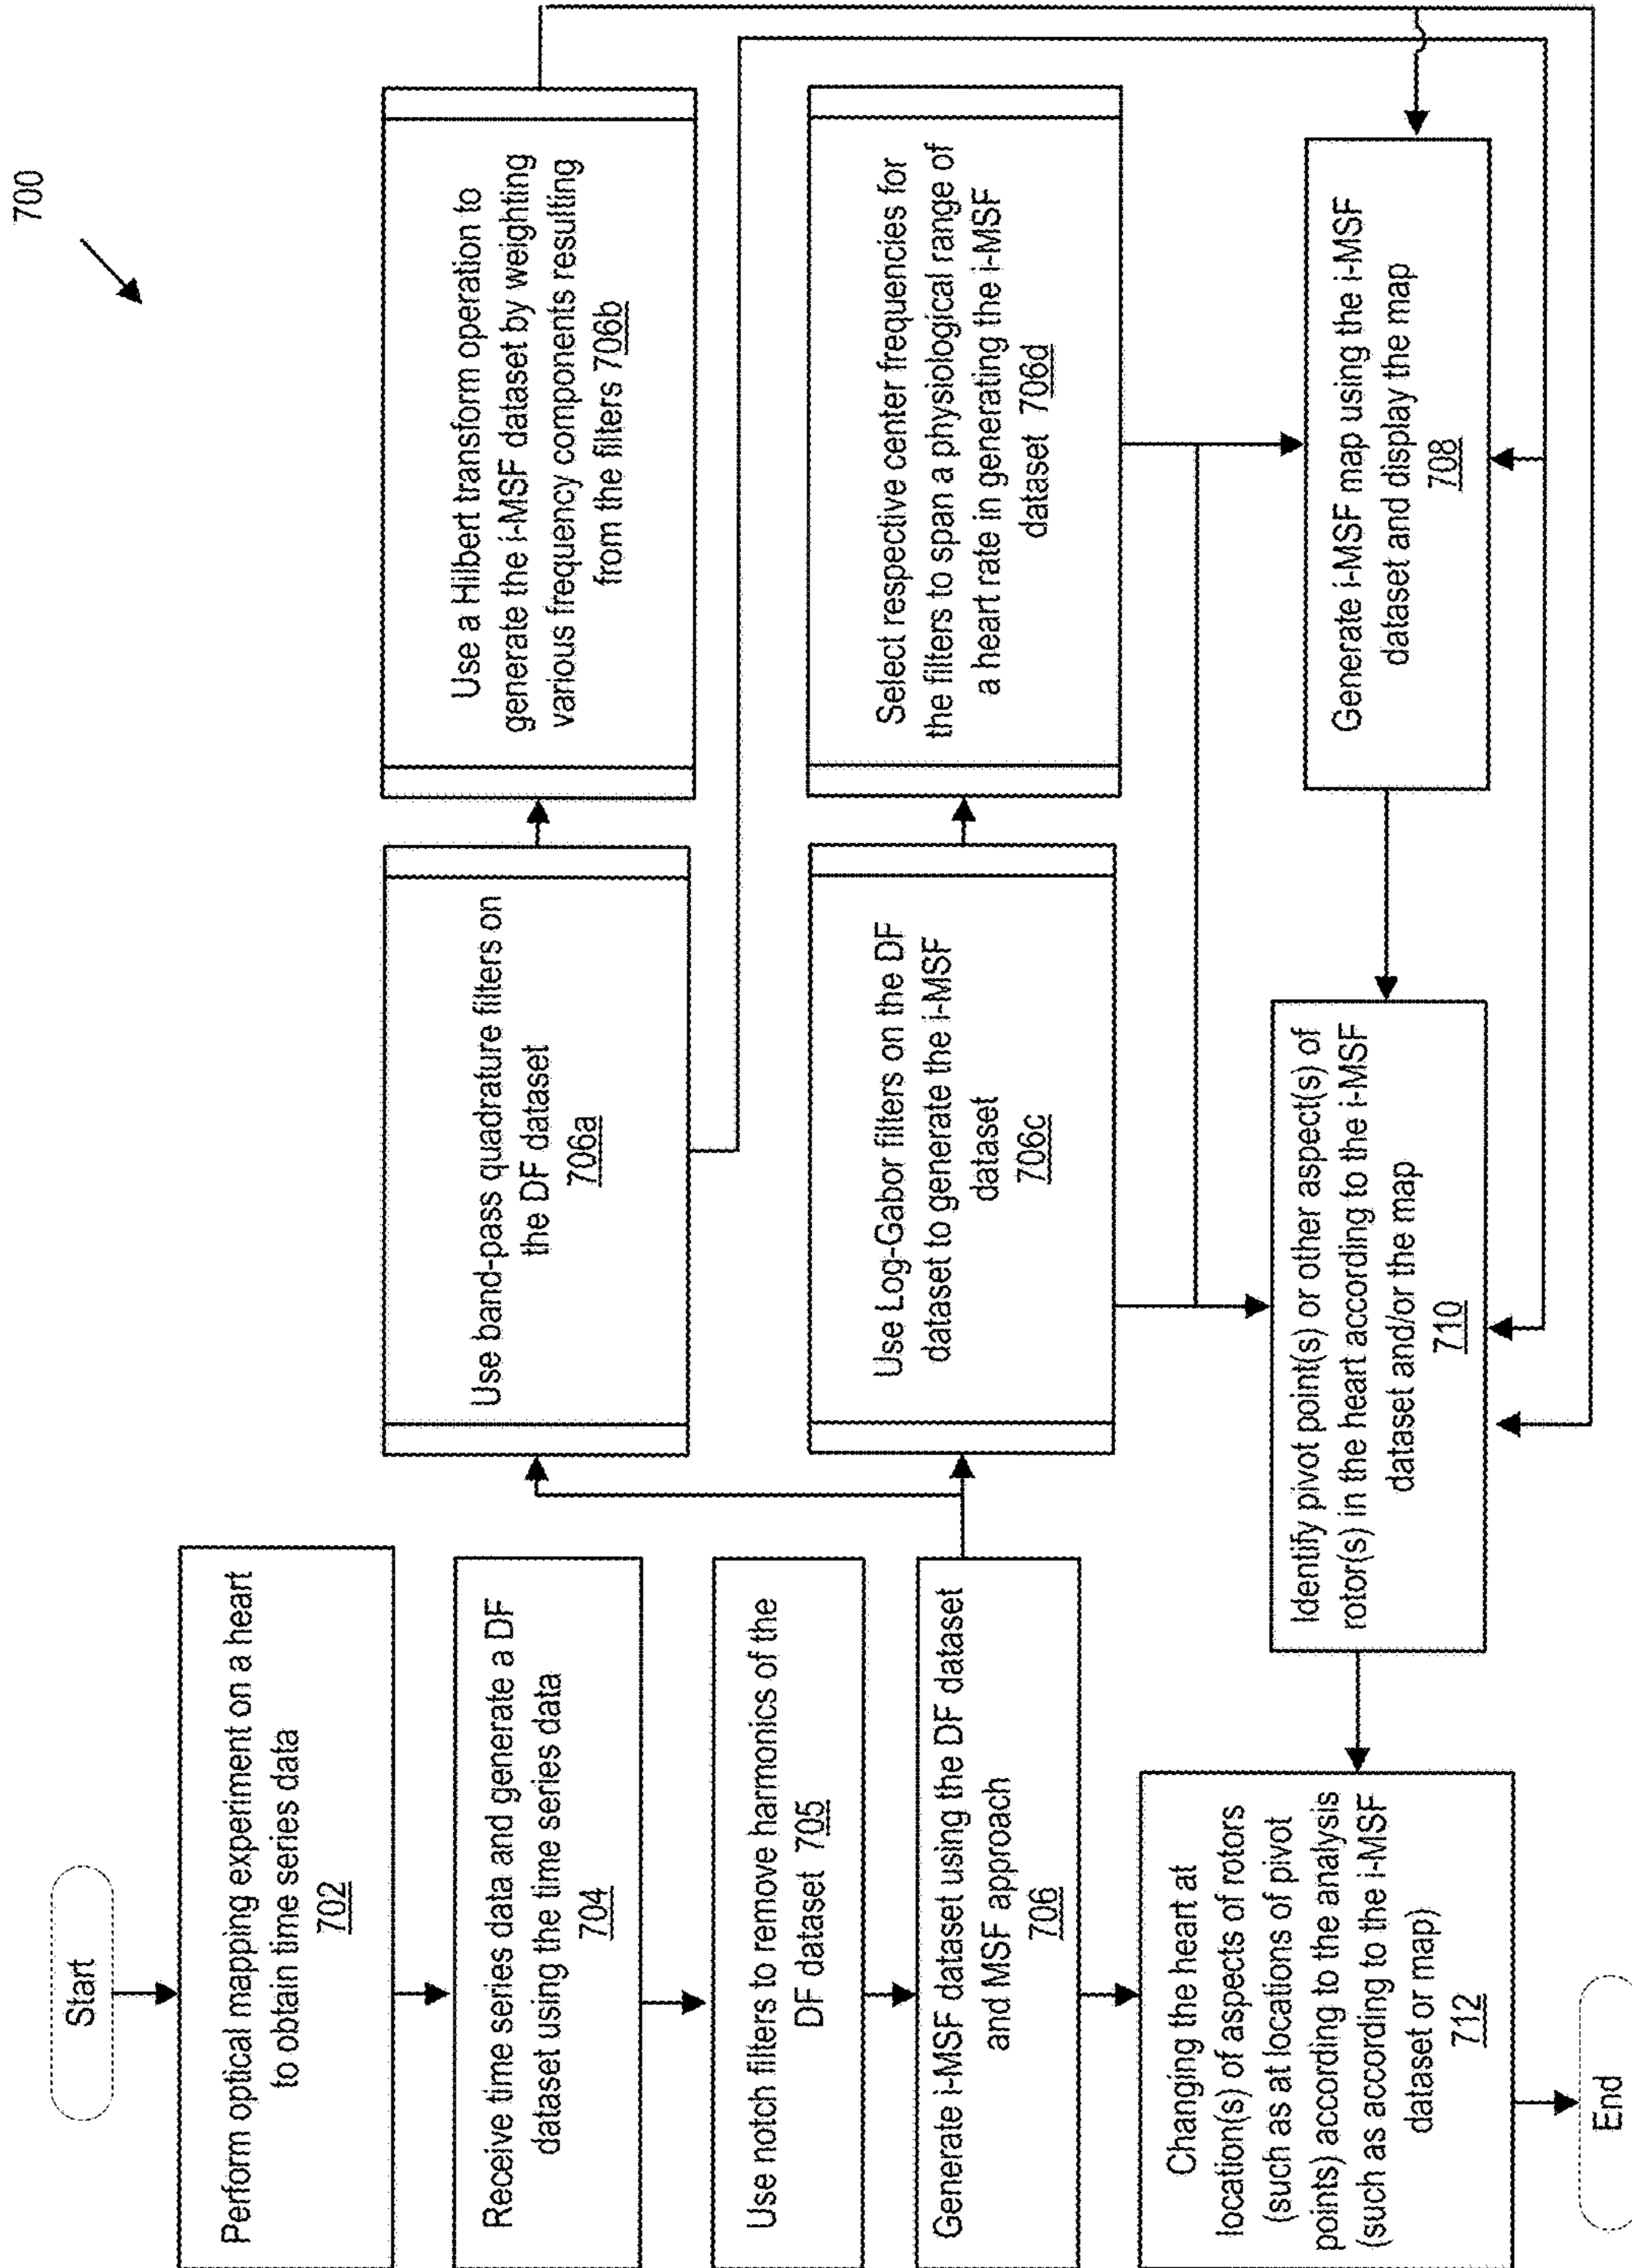 700
Start
Perform optical mapping experiment on a heart
to obtain time series data
702
Receive time series data and generate a DF
dataset using the time series data
704
Use notch filters to remove harmonics of the
DF dataset 705
Generate i-MSF dataset using the DF dataset
and MSF approach
706
Use band-pass quadrature filters on
the DF dataset
706a
Use a Hilbert transform operation to
generate the i-MSF dataset by weighting
various frequency components resulting
from the filters 706b
Use Log-Gabor filters on the DF
dataset to generate the i-MSF
dataset
706c
Select respective center frequencies for
the filters to span a physiological range of
a heart rate in generating the i-MSF
dataset 706d
Generate i-MSF map using the i-MSF
dataset and display the map
708
Identify pivot point(s) or other aspect(s) of
rotor(s) in the heart according to the i-MSF
dataset and/or the map
710
Changing the heart at
location(s) of aspects of rotors
(such as at locations of pivot
points) according to the analysis
(such as according to the i-MSF
dataset or map)
712
End